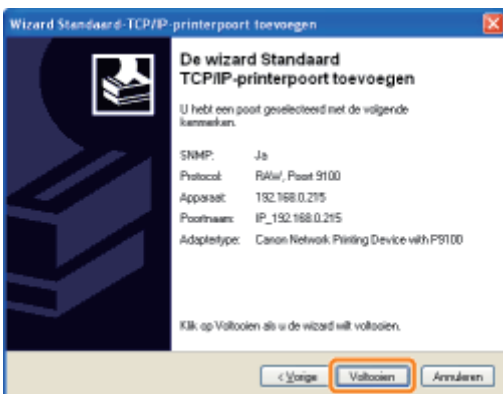 Wizard Standaard-TCP/IP-printerpoort toevoegen
De wizard Standaard
TCP/IP-printerpoort toevoegen
U hebt een poort geselecteerd met de volgende
kenmerken.
SNMP: Ja
Protocol: RAW, Poort 9100
Apparaat: 192.168.0.215
Poortnaam: IP_192.168.0.215
Adaptertype: Canon Network Printing Device with P9100
Klik op Voltooien als u de wizard wilt voltooien.
< Vorige Voltooien Annuleren